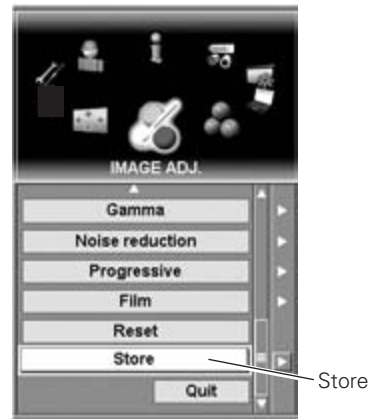 IMAGE ADJ.
Gamma
Noise reduction
Progressive
Film
Reset
Store
Store
Quit